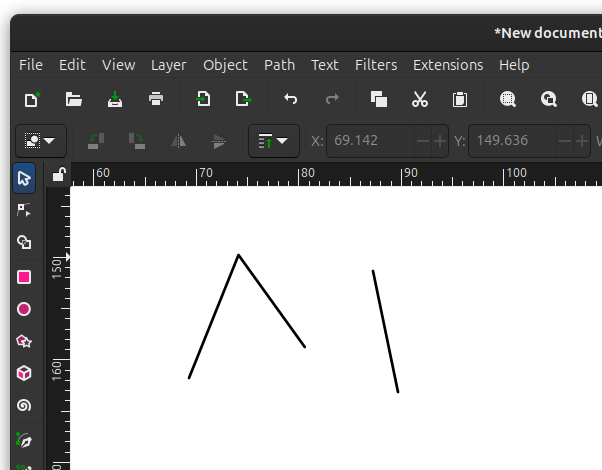 *New document
File Edit View Layer Object Path Text Filters Extensions Help
X: 69.142 Y: 149.636
60 70 80 90 100
150
160